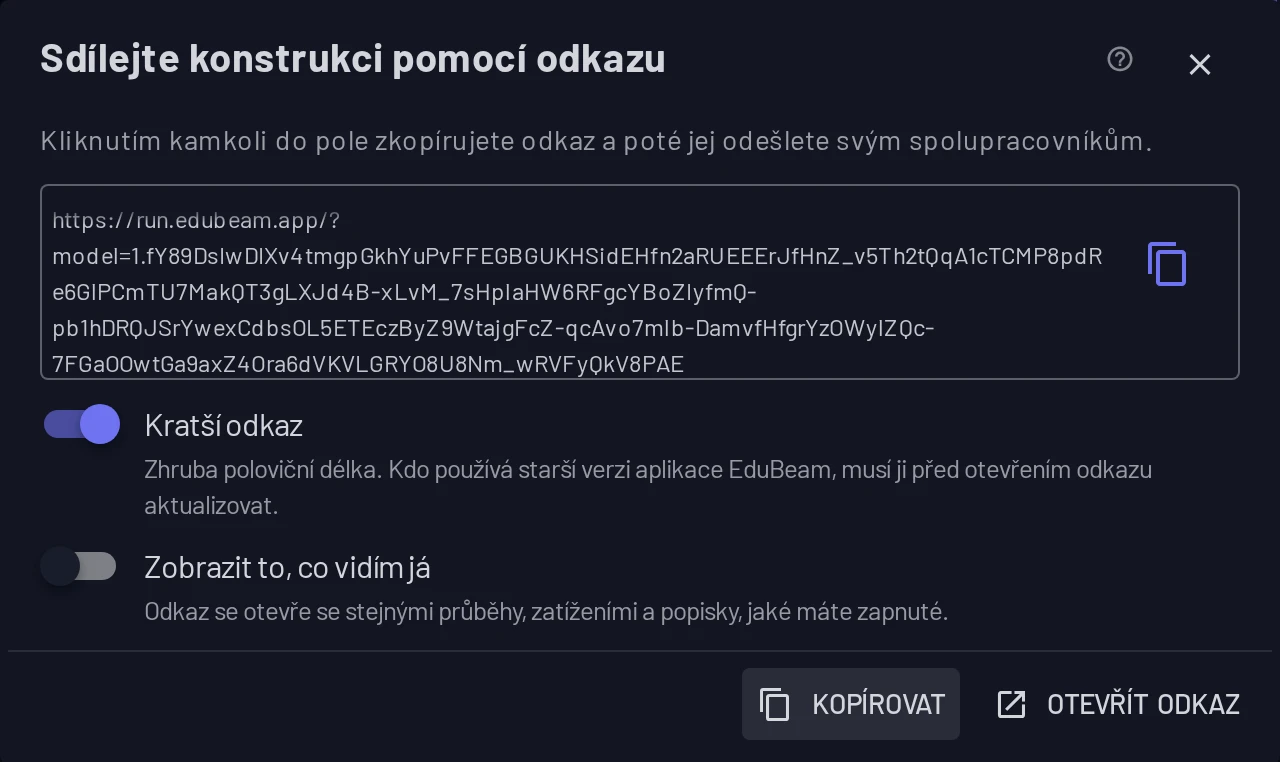 Sdílejte konstrukci pomocí odkazu
Kliknutím kamkoli do pole zkopírujete odkaz a poté jej odešlete svým spolupracovníkům.
https://run.edubeam.app/?
model=1.fY89DsIwDIXv4tmgpGkhYuPvFFEGBGUKHSidEHfn2aRUEEErJfHnZ_v5Th2tQqA1cTCMP8pdR
e6GIPCmTU7MakQT3gLXJd4B-xLvM_7sHpIaHW6RFgcYBoZIyfmQ-
pb1hDRQJSrYwexCdbsOL5ETEczByZ9WtajgFcZ-qcAvo7mIb-DamvfHfgrYzOWyIZQc-
7FGaOOwtGa9axZ4Ora6dVKVLGRYO8U8Nm_wRVFyQkV8PAE
Kratší odkaz
Zhruba poloviční délka. Kdo používá starší verzi aplikace EduBeam, musí ji před otevřením odkazu
aktualizovat.
Zobrazit to, co vidím já
Odkaz se otevře se stejnými průběhy, zatíženími a popisky, jaké máte zapnuté.
KOPÍROVAT
OTEVŘÍT ODKAZ